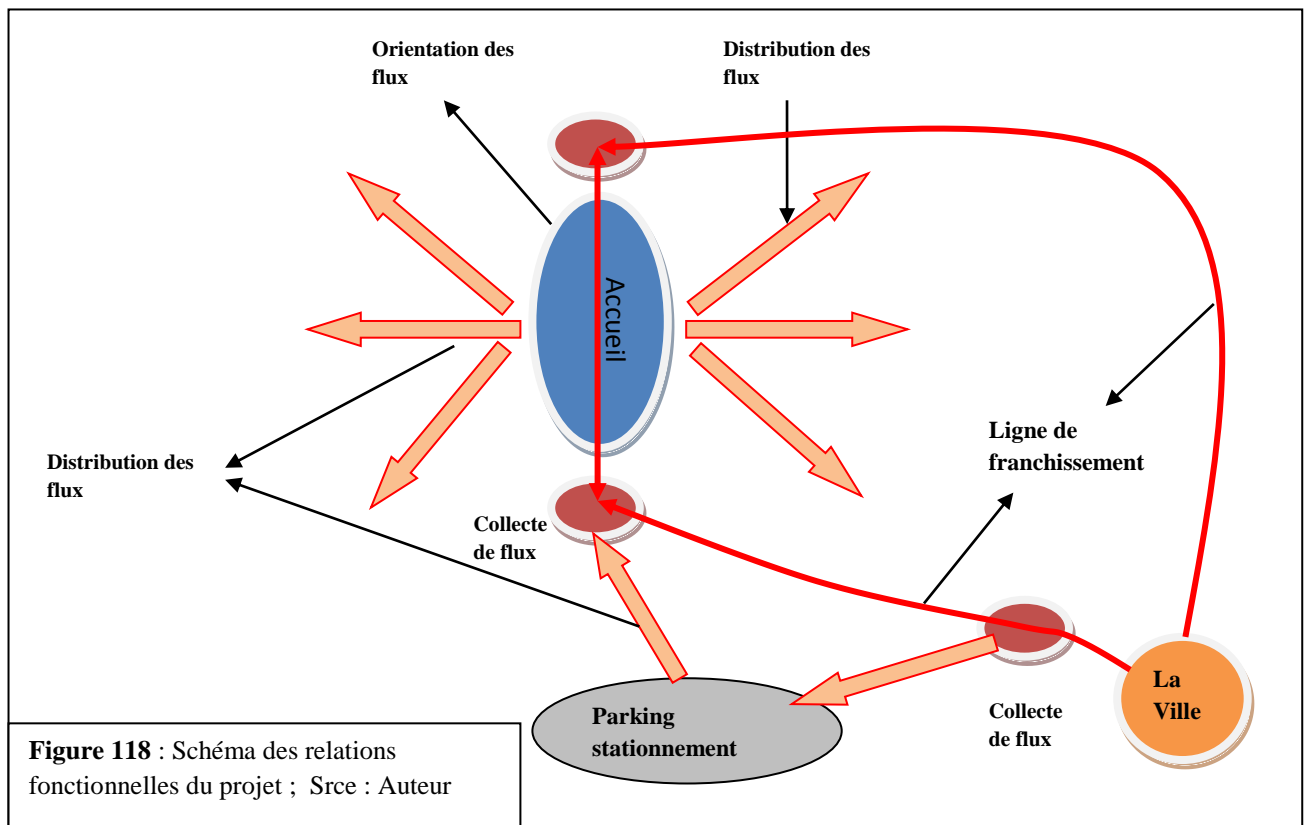 Orientation des
flux
Distribution des
flux
Accueil
Ligne de
franchissement
Distribution des
flux
Collecte
de flux
La
Ville
Parking
stationnement
Collecte
de flux
Figure 118 : Schéma des relations
fonctionnelles du projet ; Srce : Auteur